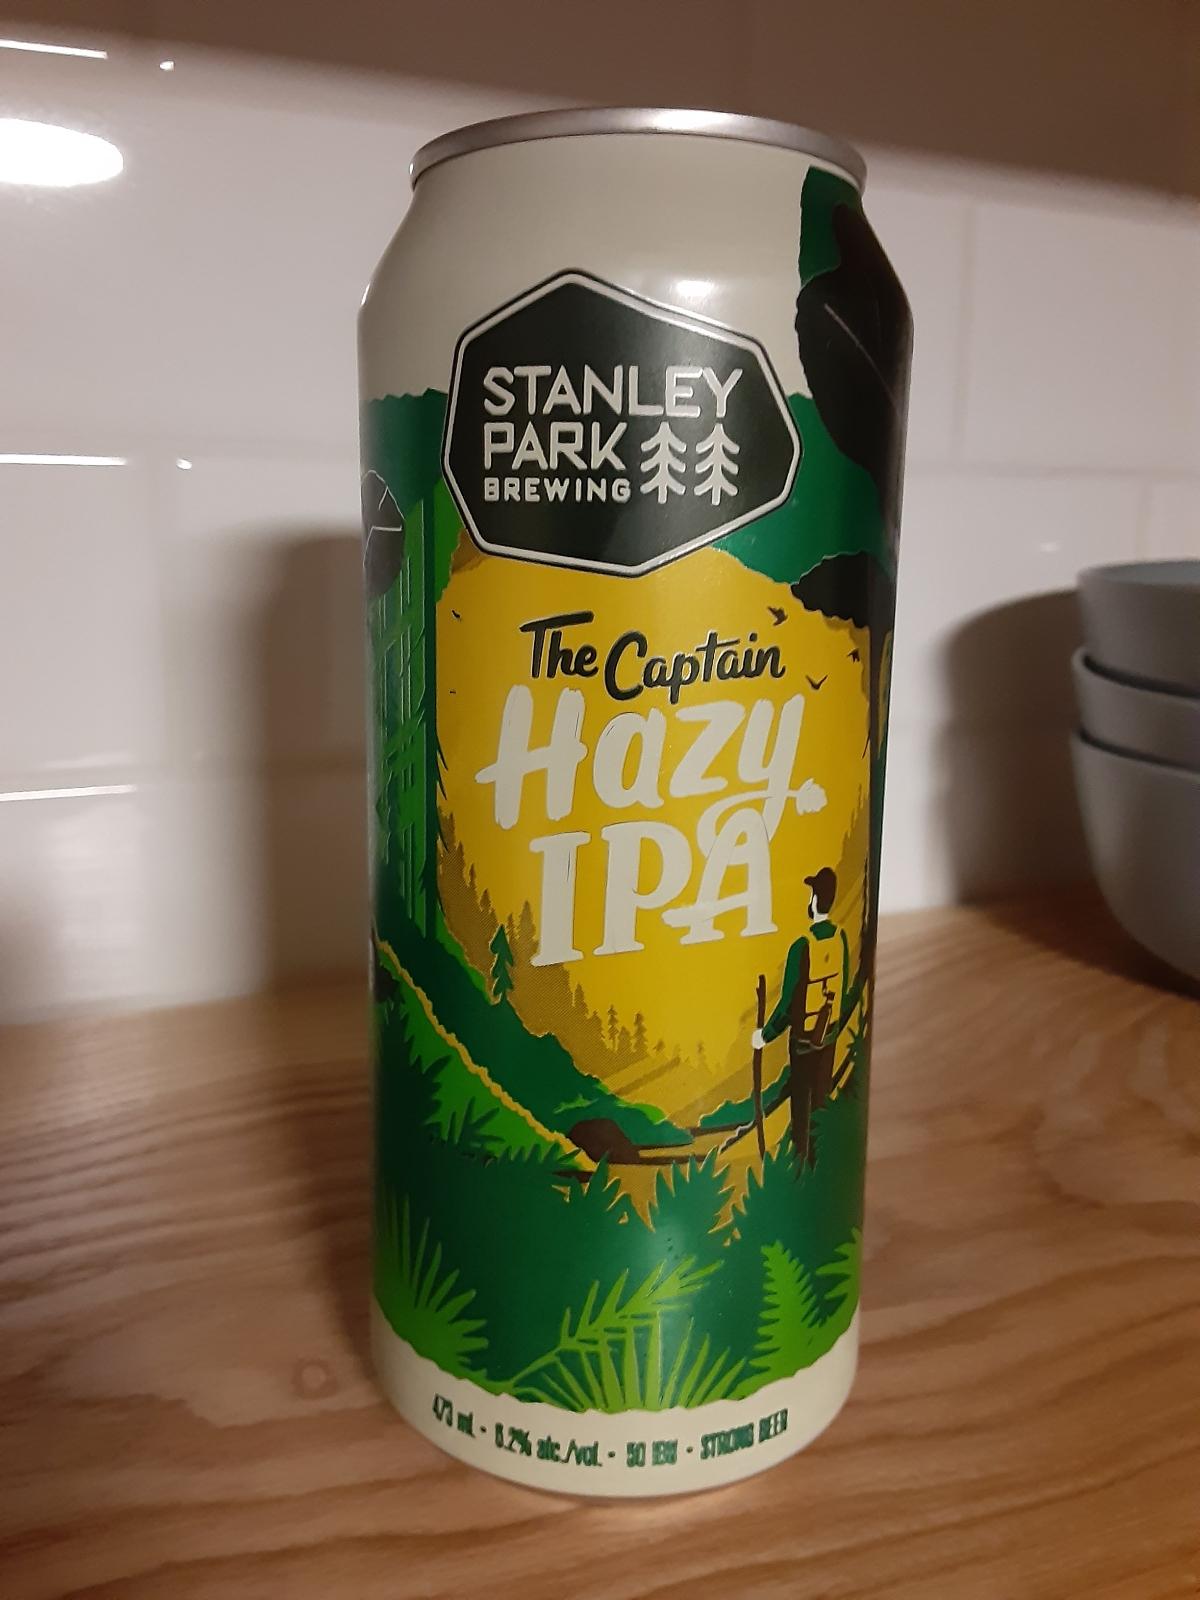 STANLEY
PARK
BREWING
The Captain
Hazy
IPA
473 ml - 6.2% alc./vol. - 50 IBU - STRONG BEER